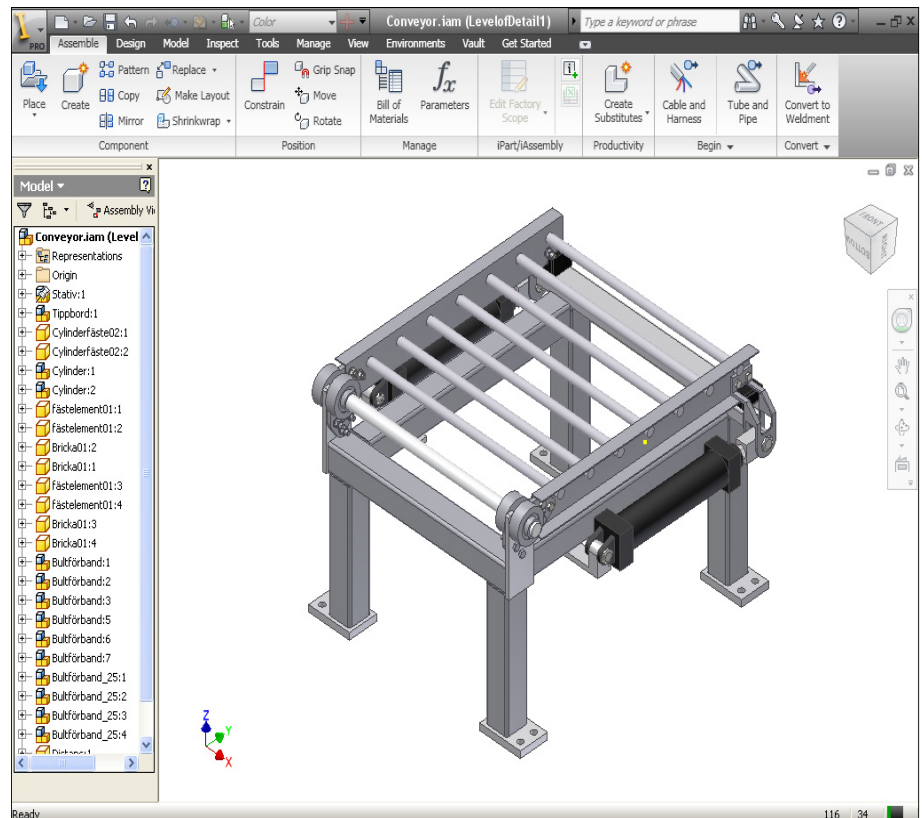 Color
Conveyor.iam (LevelofDetail1)
Type a keyword or phrase
PRO
Assemble Design Model Inspect Tools Manage View Environments Vault Get Started
Place
Create
Pattern
Copy
Mirror
Replace
Make Layout
Shrinkwrap
Constrain
Grip Snap
Move
Rotate
Bill of
Materials
Parameters
Edit Factory
Scope
Create
Substitutes
Cable and
Harness
Tube and
Pipe
Convert to
Weldment
Component
Position
Manage
iPart/iAssembly
Productivity
Begin
Convert
Model
Assembly Vi
Conveyor.iam (Level
Representations
Origin
Stativ:1
Tippbord:1
Cylinderfäste02:1
Cylinderfäste02:2
Cylinder:1
Cylinder:2
fästelement01:1
fästelement01:2
Bricka01:2
Bricka01:1
fästelement01:3
fästelement01:4
Bricka01:3
Bricka01:4
Bultförband:1
Bultförband:2
Bultförband:3
Bultförband:5
Bultförband:6
Bultförband:7
Bultförband_25:1
Bultförband_25:2
Bultförband_25:3
Bultförband_25:4
Distans:1
FRONT
BOTTOM
Z
Y
X
Ready
116 34